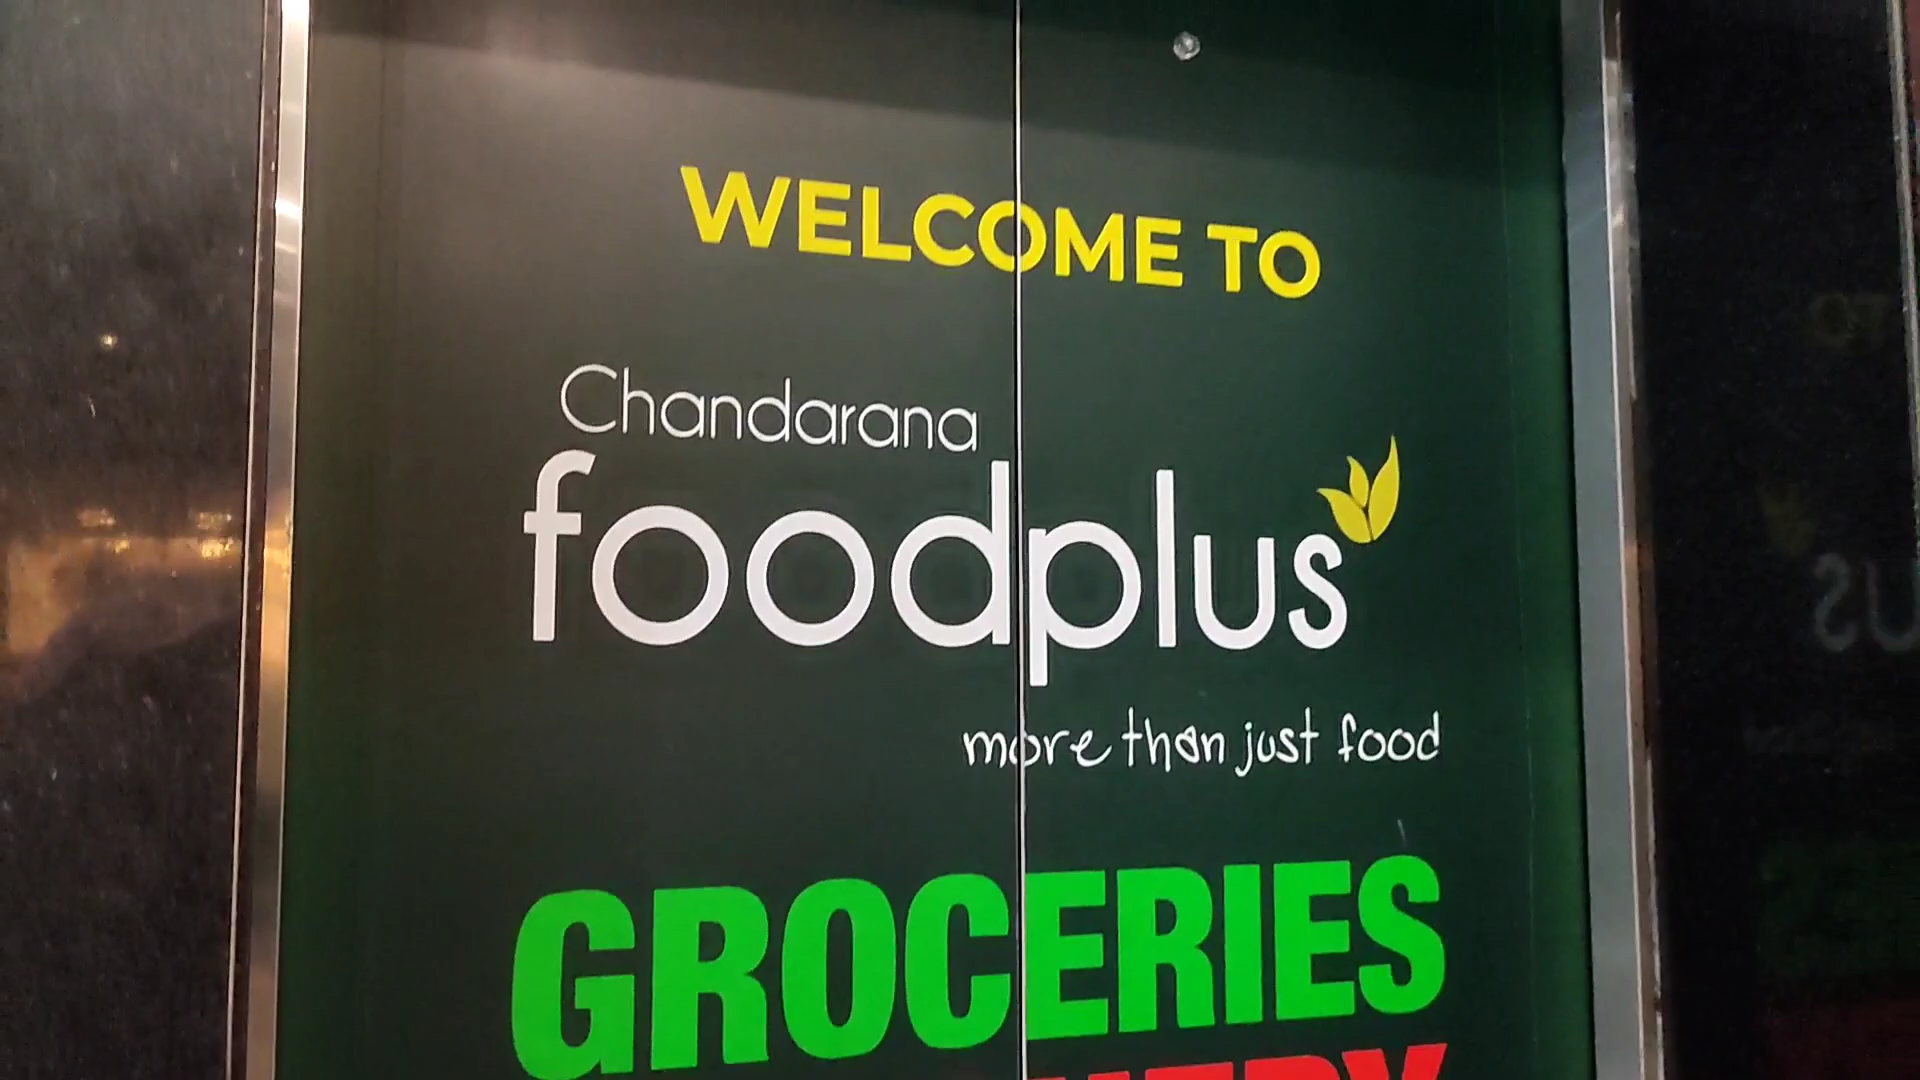 WELCOME TO
Chandarana
foodplus
more than just food
GROCERIES